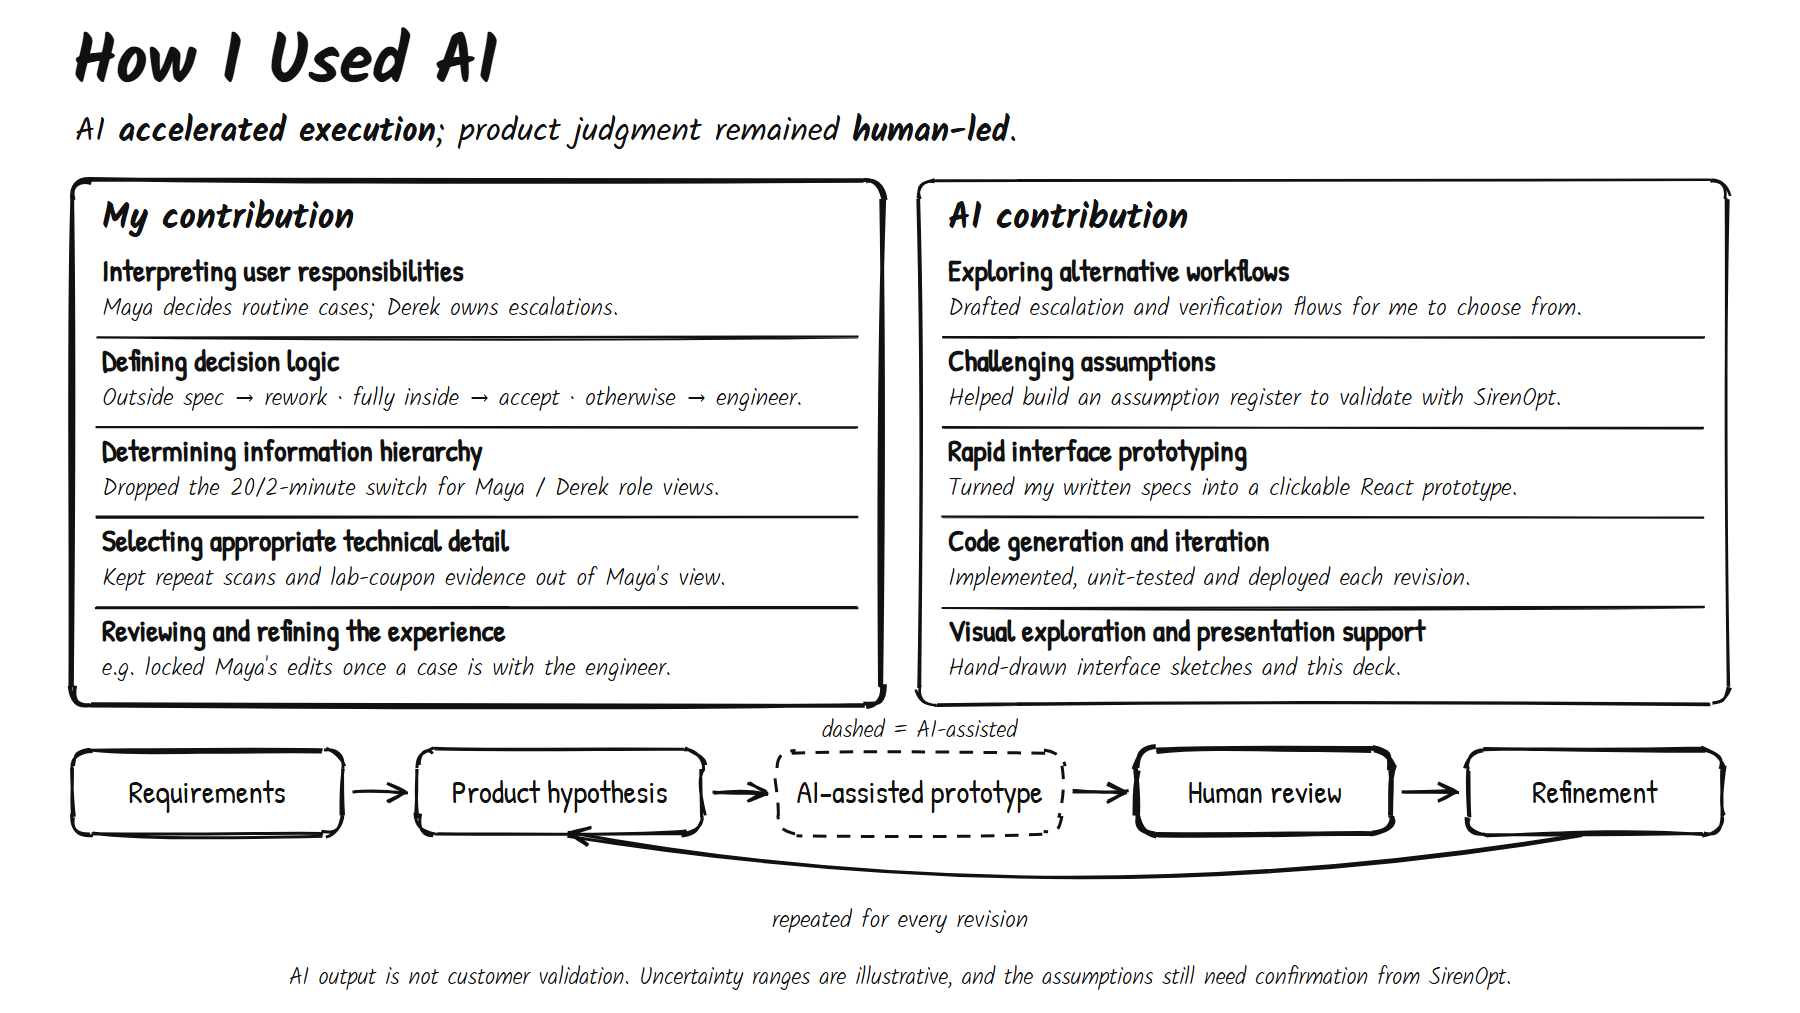 How I Used AI
AI accelerated execution; product judgment remained human-led.
My contribution
Interpreting user responsibilities
Maya decides routine cases; Derek owns escalations.
Defining decision logic
Outside spec → rework · fully inside → accept · otherwise → engineer.
Determining information hierarchy
Dropped the 20/2-minute switch for Maya / Derek role views.
Selecting appropriate technical detail
Kept repeat scans and lab-coupon evidence out of Maya's view.
Reviewing and refining the experience
e.g. locked Maya's edits once a case is with the engineer.
AI contribution
Exploring alternative workflows
Drafted escalation and verification flows for me to choose from.
Challenging assumptions
Helped build an assumption register to validate with SirenOpt.
Rapid interface prototyping
Turned my written specs into a clickable React prototype.
Code generation and iteration
Implemented, unit-tested and deployed each revision.
Visual exploration and presentation support
Hand-drawn interface sketches and this deck.
dashed = AI-assisted
Requirements
Product hypothesis
AI-assisted prototype
Human review
Refinement
repeated for every revision
AI output is not customer validation. Uncertainty ranges are illustrative, and the assumptions still need confirmation from SirenOpt.